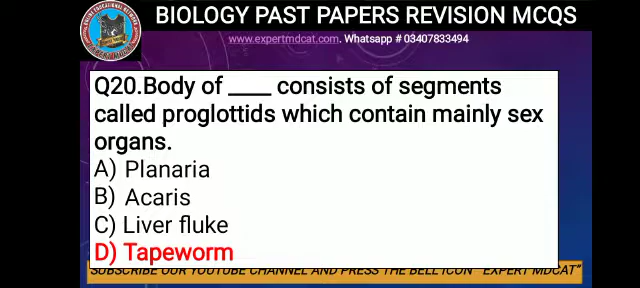 BIOLOGY PAST PAPERS REVISION MCQS
www.expertmdcat.com. Whatsapp # 03407833494
Q20.Body of ____ consists of segments
called proglottids which contain mainly sex
organs.
A) Planaria
B) Acaris
C) Liver fluke
D) Tapeworm
SUBSCRIBE OUR YOUTUBE CHANNEL AND PRESS THE BELL ICON "EXPERT MDCAT"